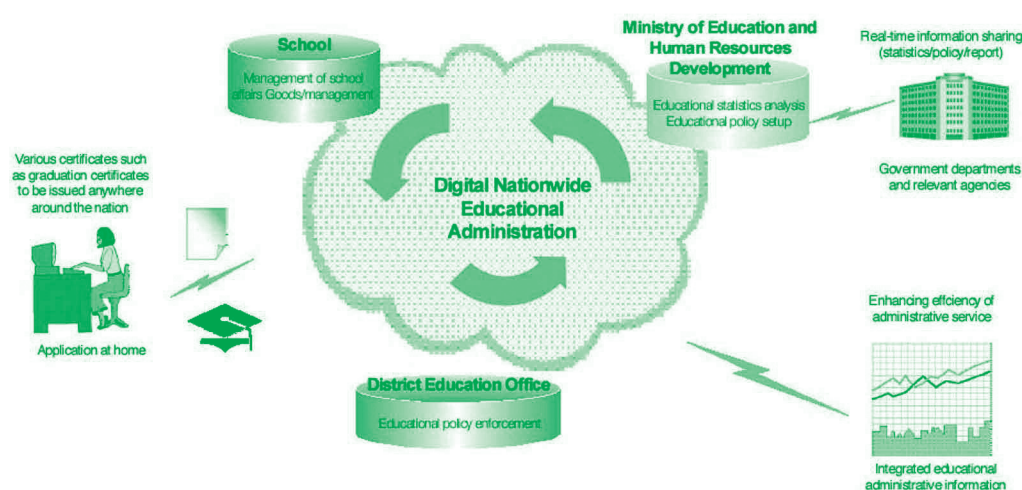 School
Management of school
affairs Goods/management
Ministry of Education and
Human Resources
Development
Educational statistics analysis
Educational policy setup
Real-time information sharing
(statistics/policy/report)
Government departments
and relevant agencies
Various certificates such
as graduation certificates
to be issued anywhere
around the nation
Application at home
Digital Nationwide
Educational
Administration
District Education Office
Educational policy enforcement
Enhancing effciency of
administrative service
Integrated educational
administrative information